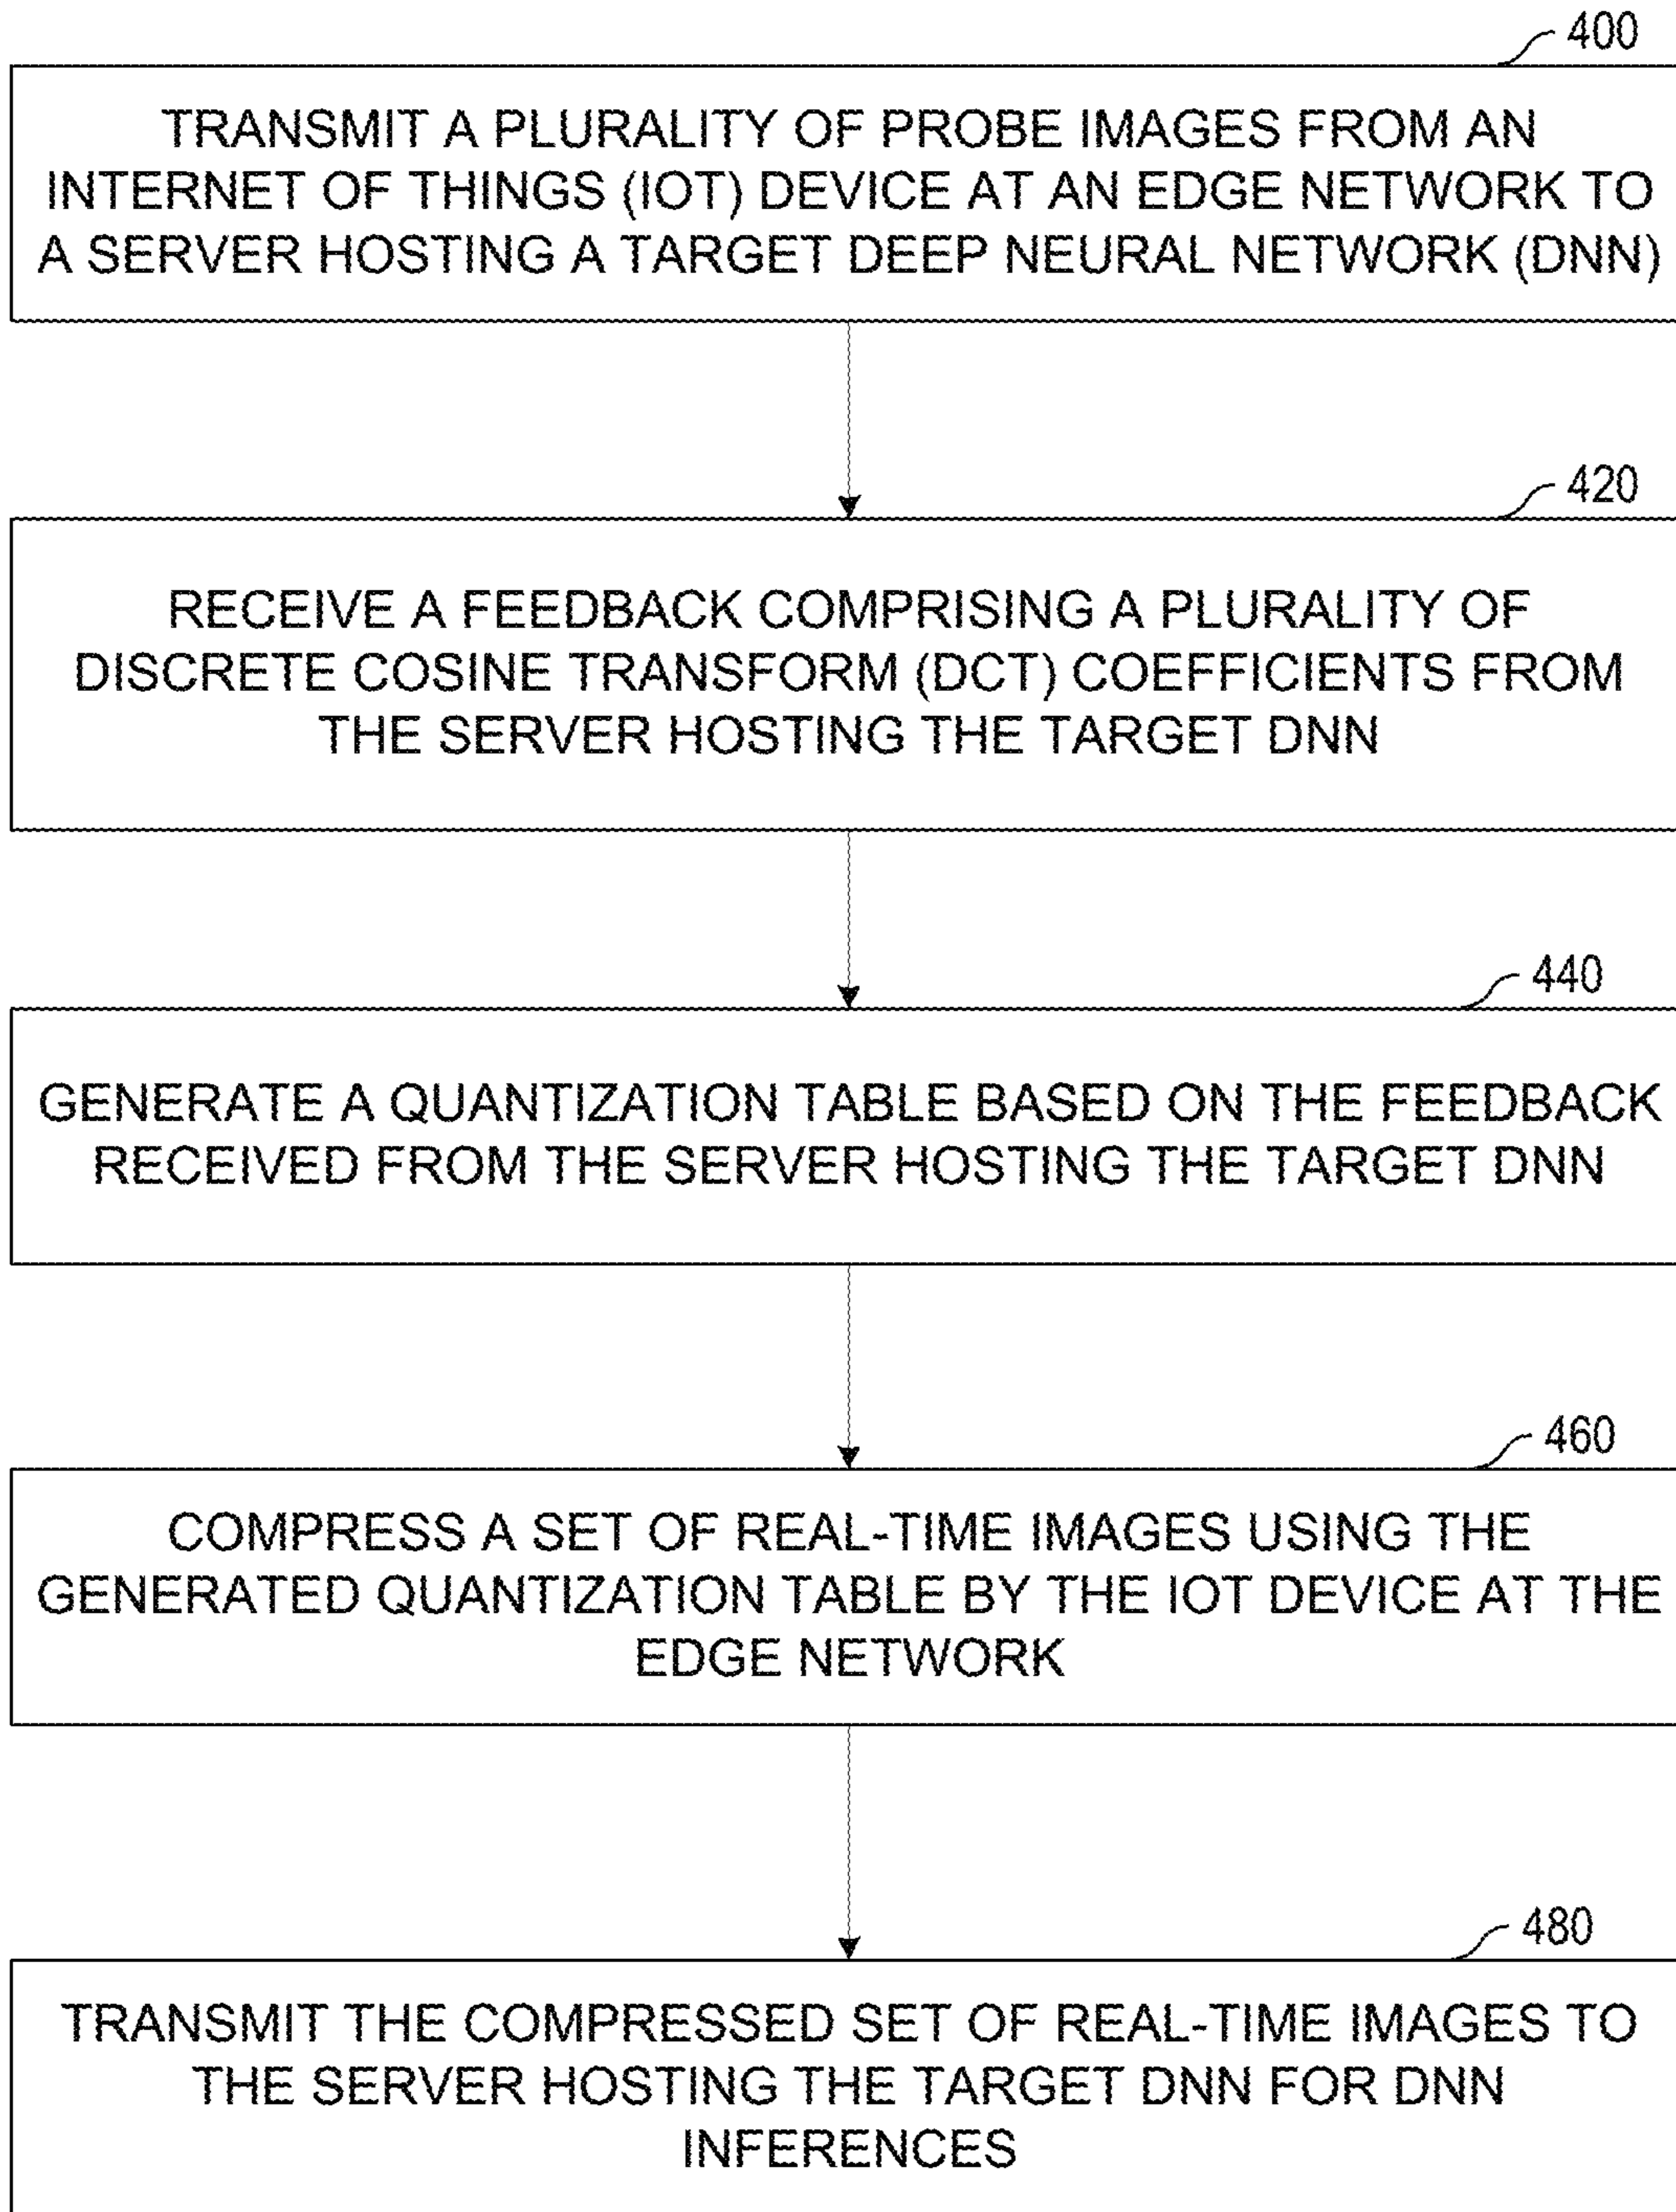 400
TRANSMIT A PLURALITY OF PROBE IMAGES FROM AN
INTERNET OF THINGS (IOT) DEVICE AT AN EDGE NETWORK TO
A SERVER HOSTING A TARGET DEEP NEURAL NETWORK (DNN)
420
RECEIVE A FEEDBACK COMPRISING A PLURALITY OF
DISCRETE COSINE TRANSFORM (DCT) COEFFICIENTS FROM
THE SERVER HOSTING THE TARGET DNN
440
GENERATE A QUANTIZATION TABLE BASED ON THE FEEDBACK
RECEIVED FROM THE SERVER HOSTING THE TARGET DNN
460
COMPRESS A SET OF REAL-TIME IMAGES USING THE
GENERATED QUANTIZATION TABLE BY THE IOT DEVICE AT THE
EDGE NETWORK
480
TRANSMIT THE COMPRESSED SET OF REAL-TIME IMAGES TO
THE SERVER HOSTING THE TARGET DNN FOR DNN
INFERENCES